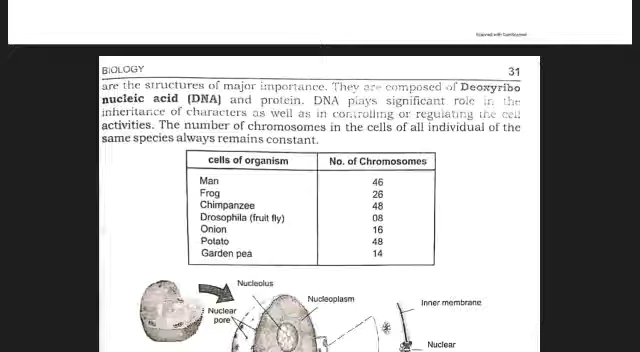 Scanned with CamScanner
BIOLOGY 31
are the structures of major importance. They are composed of Deoxyribo
nucleic acid (DNA) and protein. DNA plays significant role in the
inheritance of characters as well as in controlling or regulating the cell
activities. The number of chromosomes in the cells of all individual of the
same species always remains constant.
cells of organism No. of Chromosomes
Man 46
Frog 26
Chimpanzee 48
Drosophila (fruit fly) 08
Onion 16
Potato 48
Garden pea 14
Nucleolus
Nucleoplasm
Nuclear
pore
Inner membrane
Nuclear